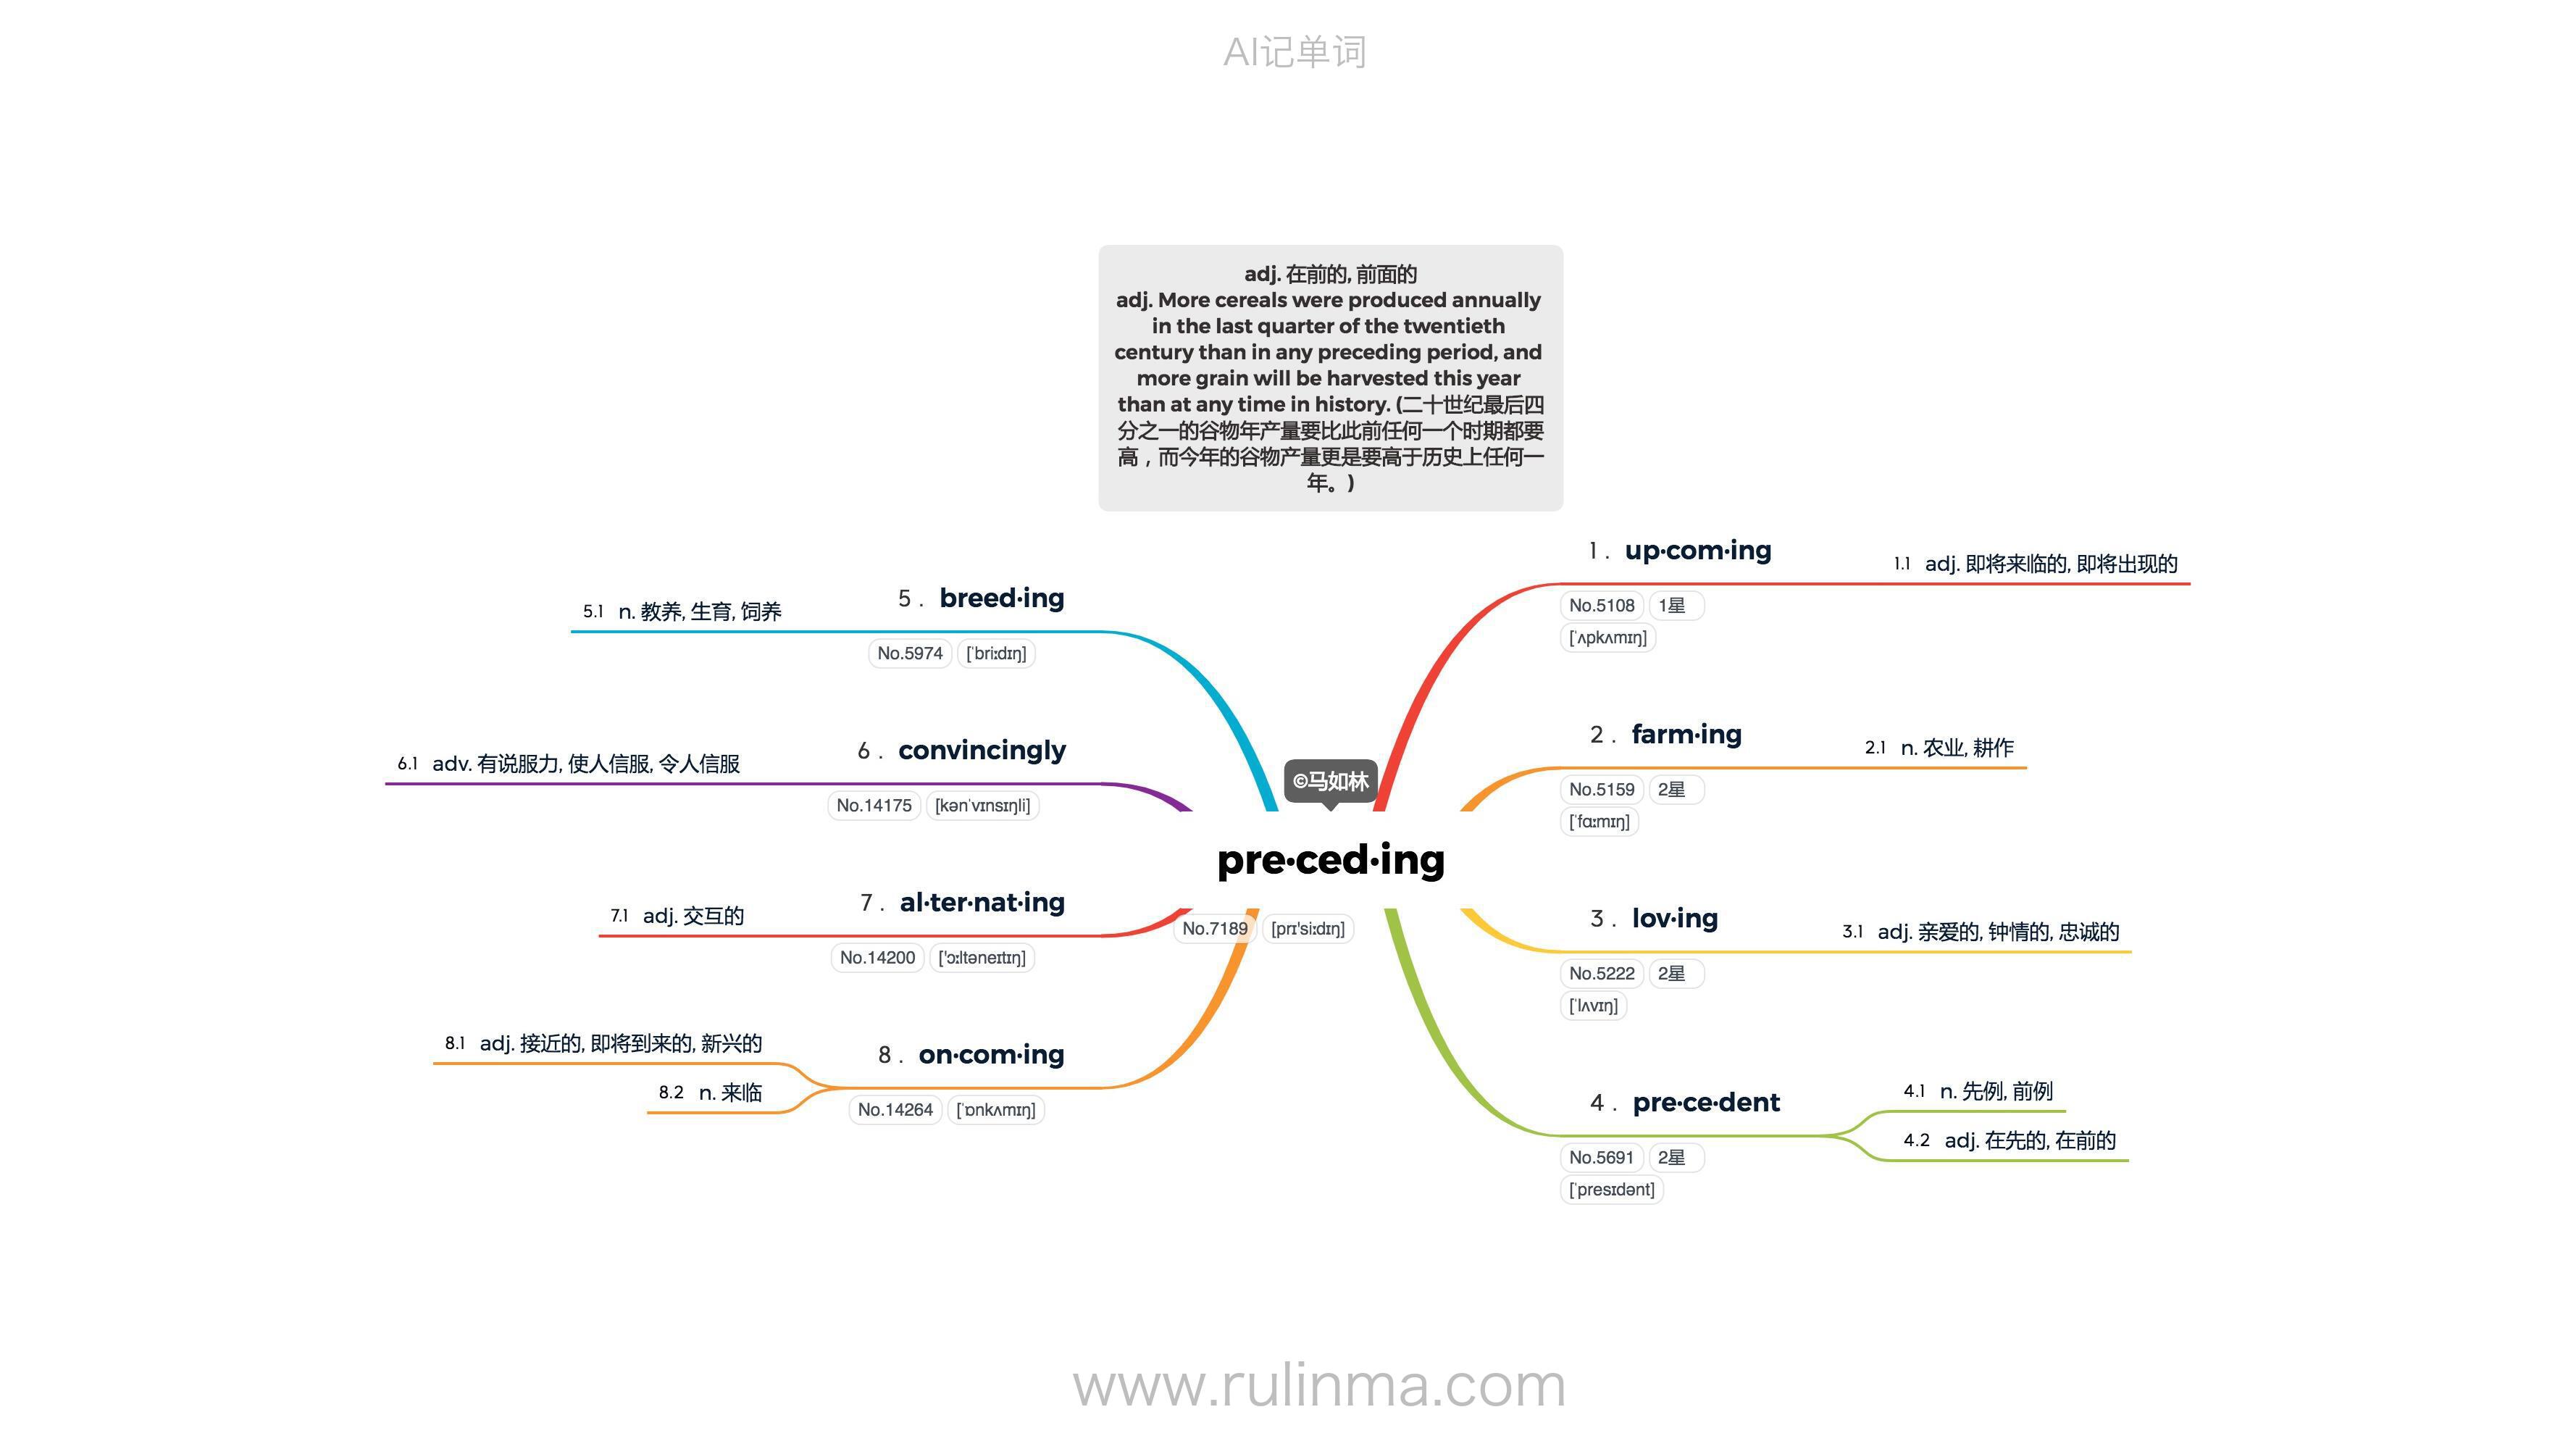 AI记单词
adj. 在前的, 前面的
adj. More cereals were produced annually
in the last quarter of the twentieth
century than in any preceding period, and
more grain will be harvested this year
than at any time in history. (二十世纪最后四
分之一的谷物年产量要比此前任何一个时期都要
高，而今年的谷物产量更是要高于历史上任何一
年。)
©马如林
pre·ced·ing
No.7189 [prɪ'siːdɪŋ]
1. up·com·ing
No.5108 1星
[ˈʌpkʌmɪŋ]
1.1 adj. 即将来临的, 即将出现的
2. farm·ing
No.5159 2星
[ˈfɑːmɪŋ]
2.1 n. 农业, 耕作
3. lov·ing
No.5222 2星
[ˈlʌvɪŋ]
3.1 adj. 亲爱的, 钟情的, 忠诚的
4. pre·ce·dent
No.5691 2星
[ˈpresɪdənt]
4.1 n. 先例, 前例
4.2 adj. 在先的, 在前的
5. breed·ing
No.5974 [ˈbriːdɪŋ]
5.1 n. 教养, 生育, 饲养
6. convincingly
No.14175 [kənˈvɪnsɪŋli]
6.1 adv. 有说服力, 使人信服, 令人信服
7. al·ter·nat·ing
No.14200 ['ɔːltəneɪtɪŋ]
7.1 adj. 交互的
8. on·com·ing
No.14264 [ˈɒnkʌmɪŋ]
8.1 adj. 接近的, 即将到来的, 新兴的
8.2 n. 来临
www.rulinma.com